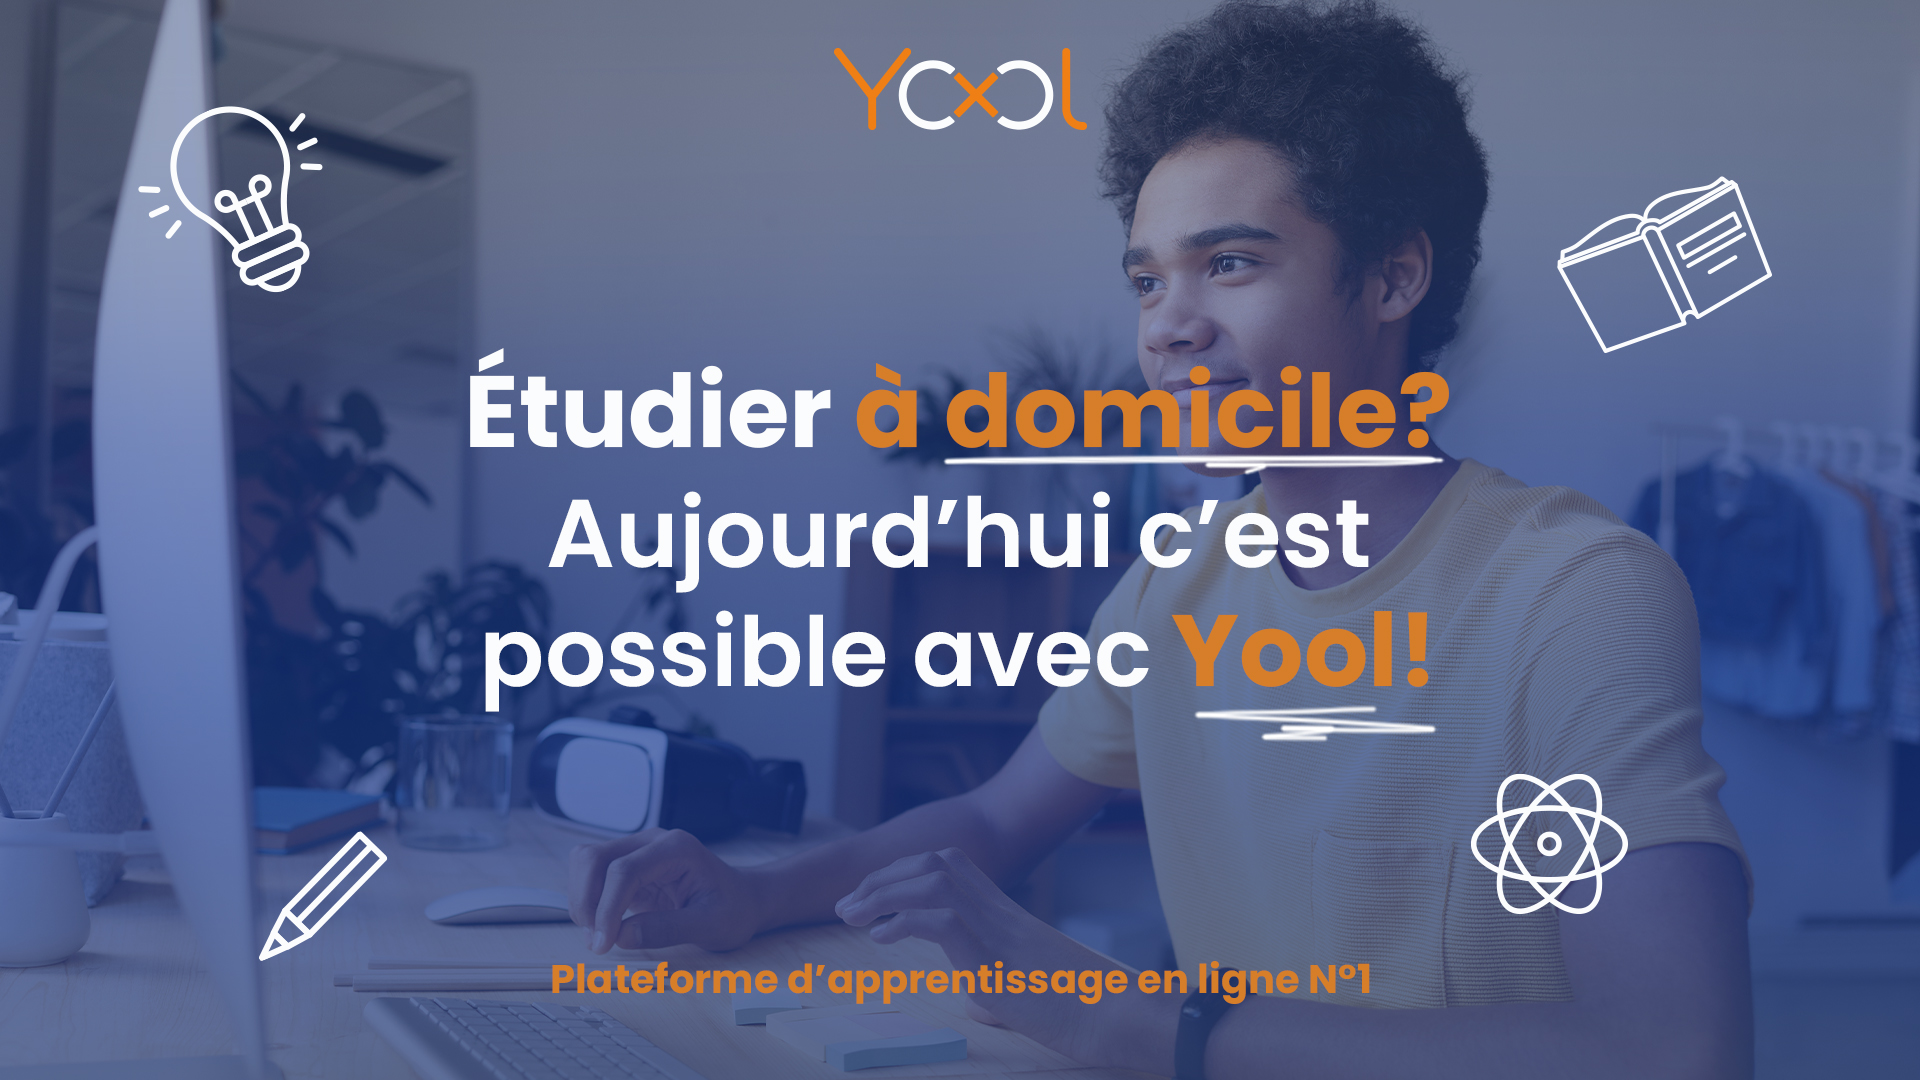 Yool
Étudier à domicile?
Aujourd’hui c’est
possible avec Yool!
Plateforme d’apprentissage en ligne N°1